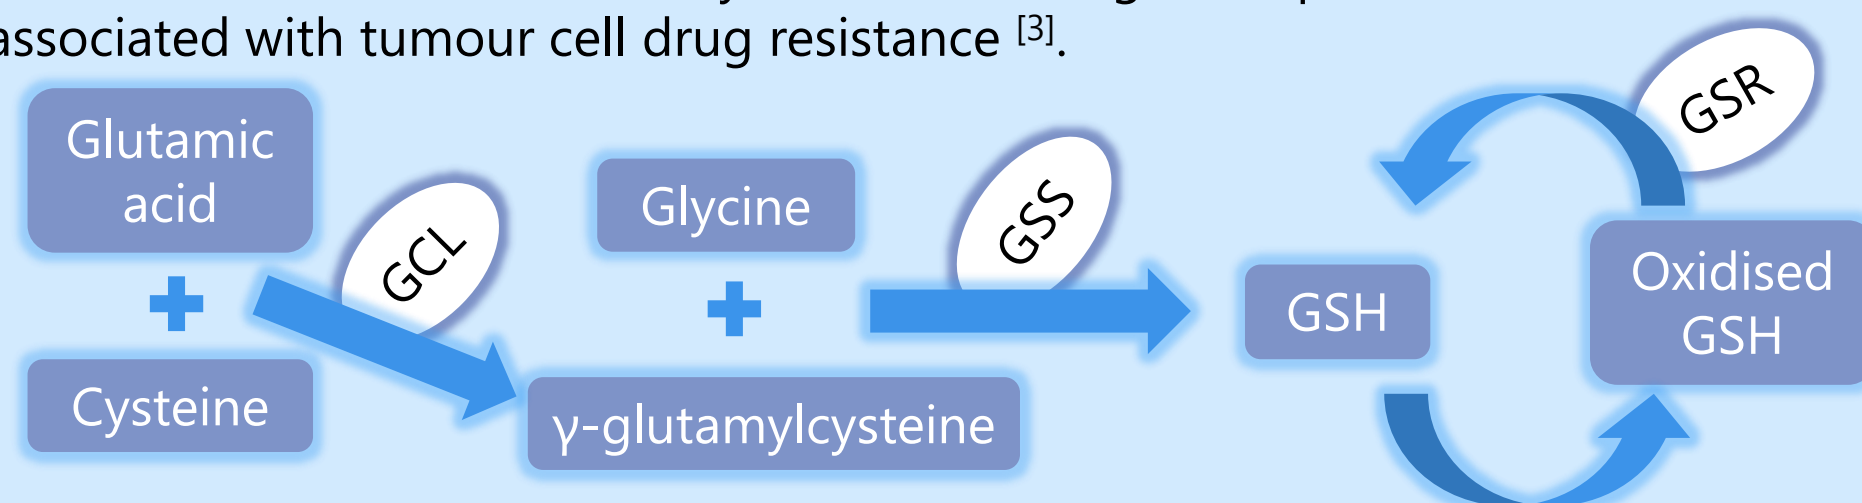 associated with tumour cell drug resistance [3].
Glutamic
acid
+
Cysteine
GCL
Glycine
+
γ-glutamylcysteine
GSS
GSH
GSR
Oxidised
GSH